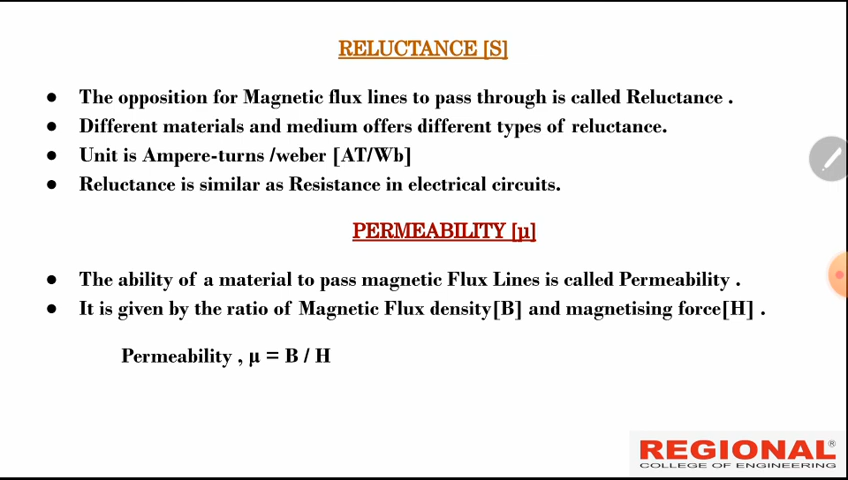 RELUCTANCE [S]
● The opposition for Magnetic flux lines to pass through is called Reluctance .
● Different materials and medium offers different types of reluctance.
● Unit is Ampere-turns /weber [AT/Wb]
● Reluctance is similar as Resistance in electrical circuits.
PERMEABILITY [µ]
● The ability of a material to pass magnetic Flux Lines is called Permeability .
● It is given by the ratio of Magnetic Flux density[B] and magnetising force[H] .
Permeability , µ = B / H
REGIONAL®
COLLEGE OF ENGINEERING